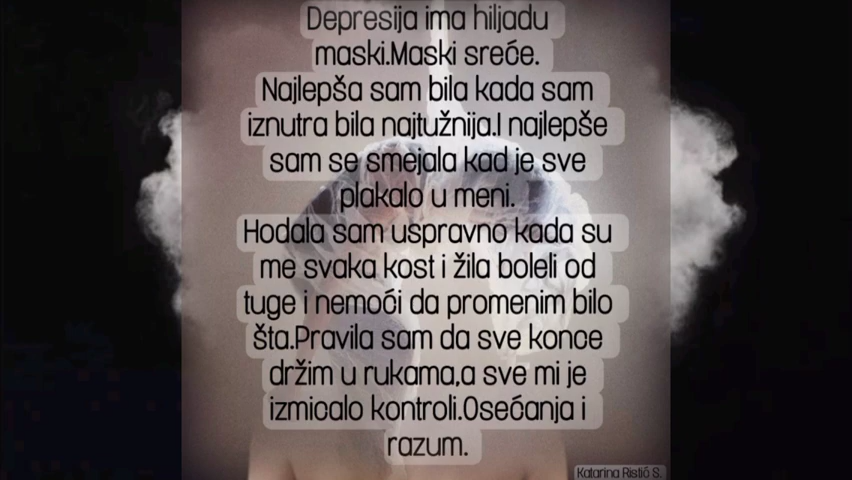 Depresija ima hiljadu
maski.Maski sreće.
Najlepša sam bila kada sam
iznutra bila najtužnija.I najlepše
sam se smejala kad je sve
plakalo u meni.
Hodala sam uspravno kada su
me svaka kost i žila boleli od
tuge i nemoći da promenim bilo
šta.Pravila sam da sve konce
držim u rukama,a sve mi je
izmicalo kontroli.Osećanja i
razum.
Katarina Ristić S.